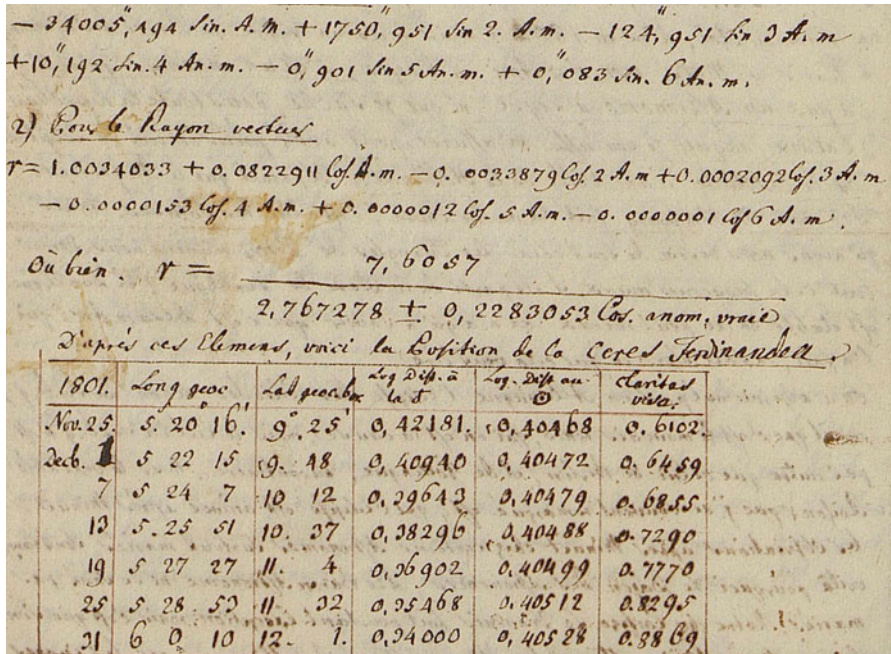 − 34005",494 Sin. A. M. + 1750",951 Sin 2. A. m. − 124",951 Sin 3 A. m
+10",192 Sin. 4 An. m. − 0",901 Sin 5 An. m. + 0",083 Sin. 6 An. m.
2) Pour le Rayon vecteur
r = 1.0034033 + 0.0822911 Cos. A. m. − 0.0033879 Cos. 2 A. m + 0.0002092 Cos. 3 A. m
− 0.0000153 Cos. 4 A. m. + 0.0000012 Cos. 5 A. m. − 0.0000001 Cos 6 A. m.
Où bien. r = 7,6057
2,767278 ± 0,2283053 Cos. anom. vraie
D'après ces Elemens, voici la Position de la Ceres Ferdinandea.
1801. Long geoc Lat geoc. bor Log Dist. à la ♁ Log. Dist au ☉ claritas visa.
Nov. 25. 5. 20° 16.' 9° 25' 0,42181. 0,40468 0.6102.
Decb. 1 5 22 15 9. 48 0,40940 0,40472 0.6459
7 5 24 7 10 12 0,39643 0,40479 0.6855
13 5. 25 51 10. 37 0,38296 0,40488 0.7290
19 5 27 27 11. 4 0,36902 0,40499 0.7770
25 5 28 53 11 32 0,35468 0.40512 0.8295
31 6 0 10 12. 1. 0,34000 0,40528 0.8869